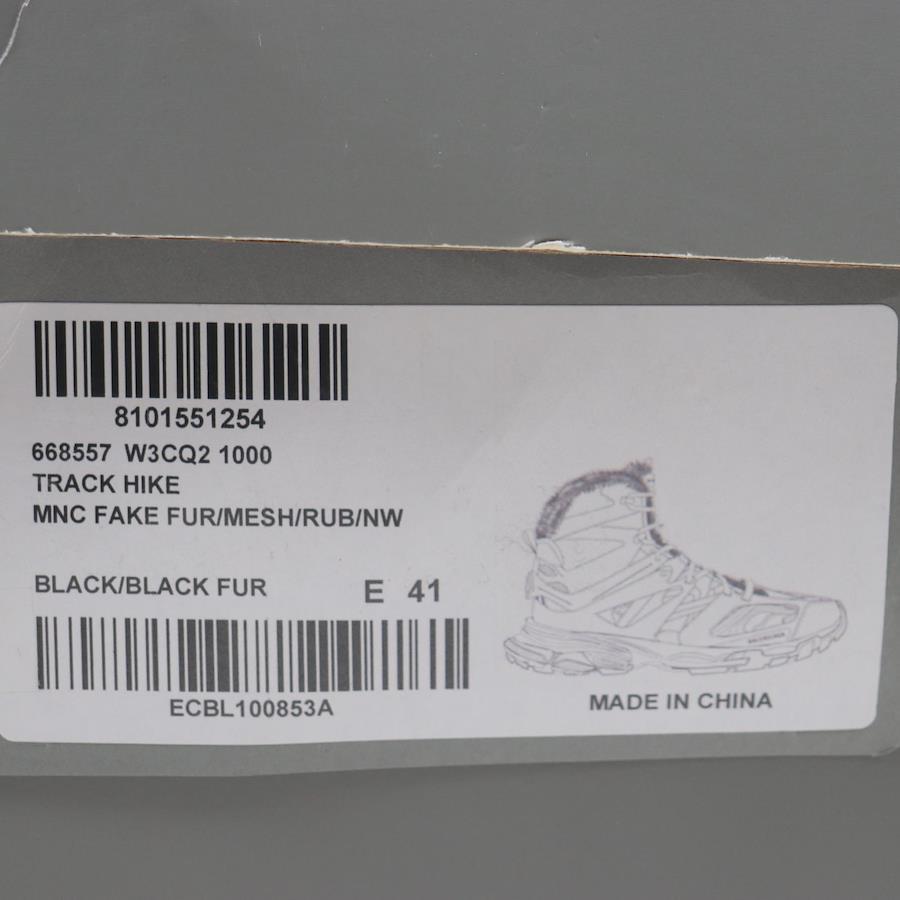 8101551254
668557 W3CQ2 1000
TRACK HIKE
MNC FAKE FUR/MESH/RUB/NW
BLACK/BLACK FUR E 41
ECBL100853A
BALENCIAGA
MADE IN CHINA